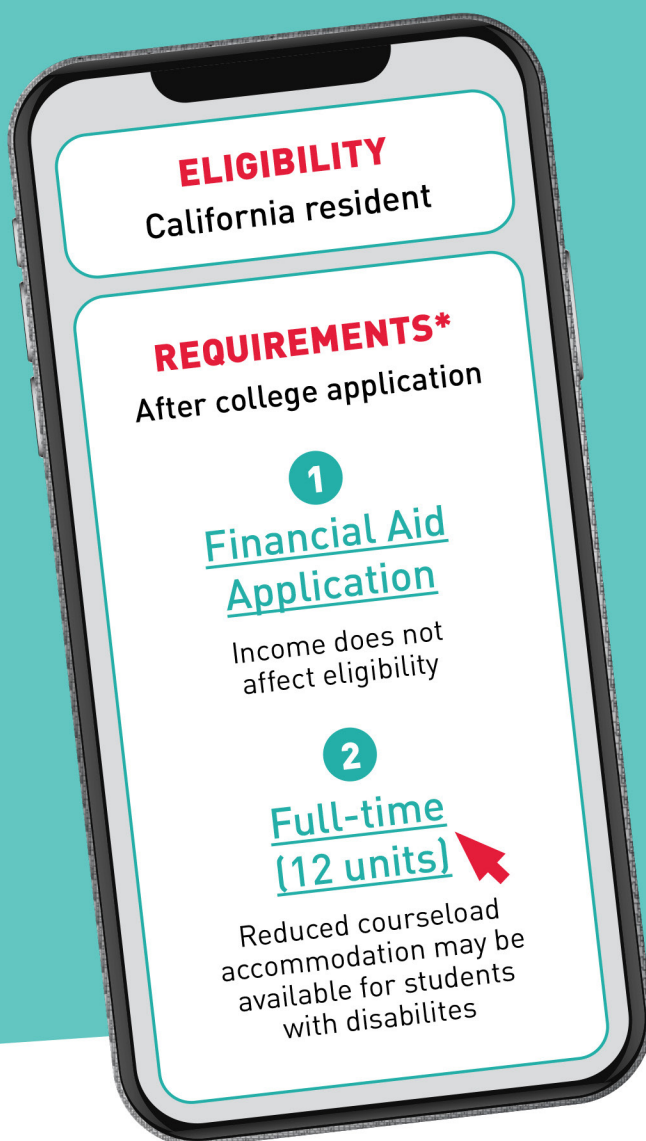 ELIGIBILITY
California resident
REQUIREMENTS*
After college application
1
Financial Aid
Application
Income does not
affect eligibility
2
Full-time
(12 units)
Reduced courseload
accommodation may be
available for students
with disabilites